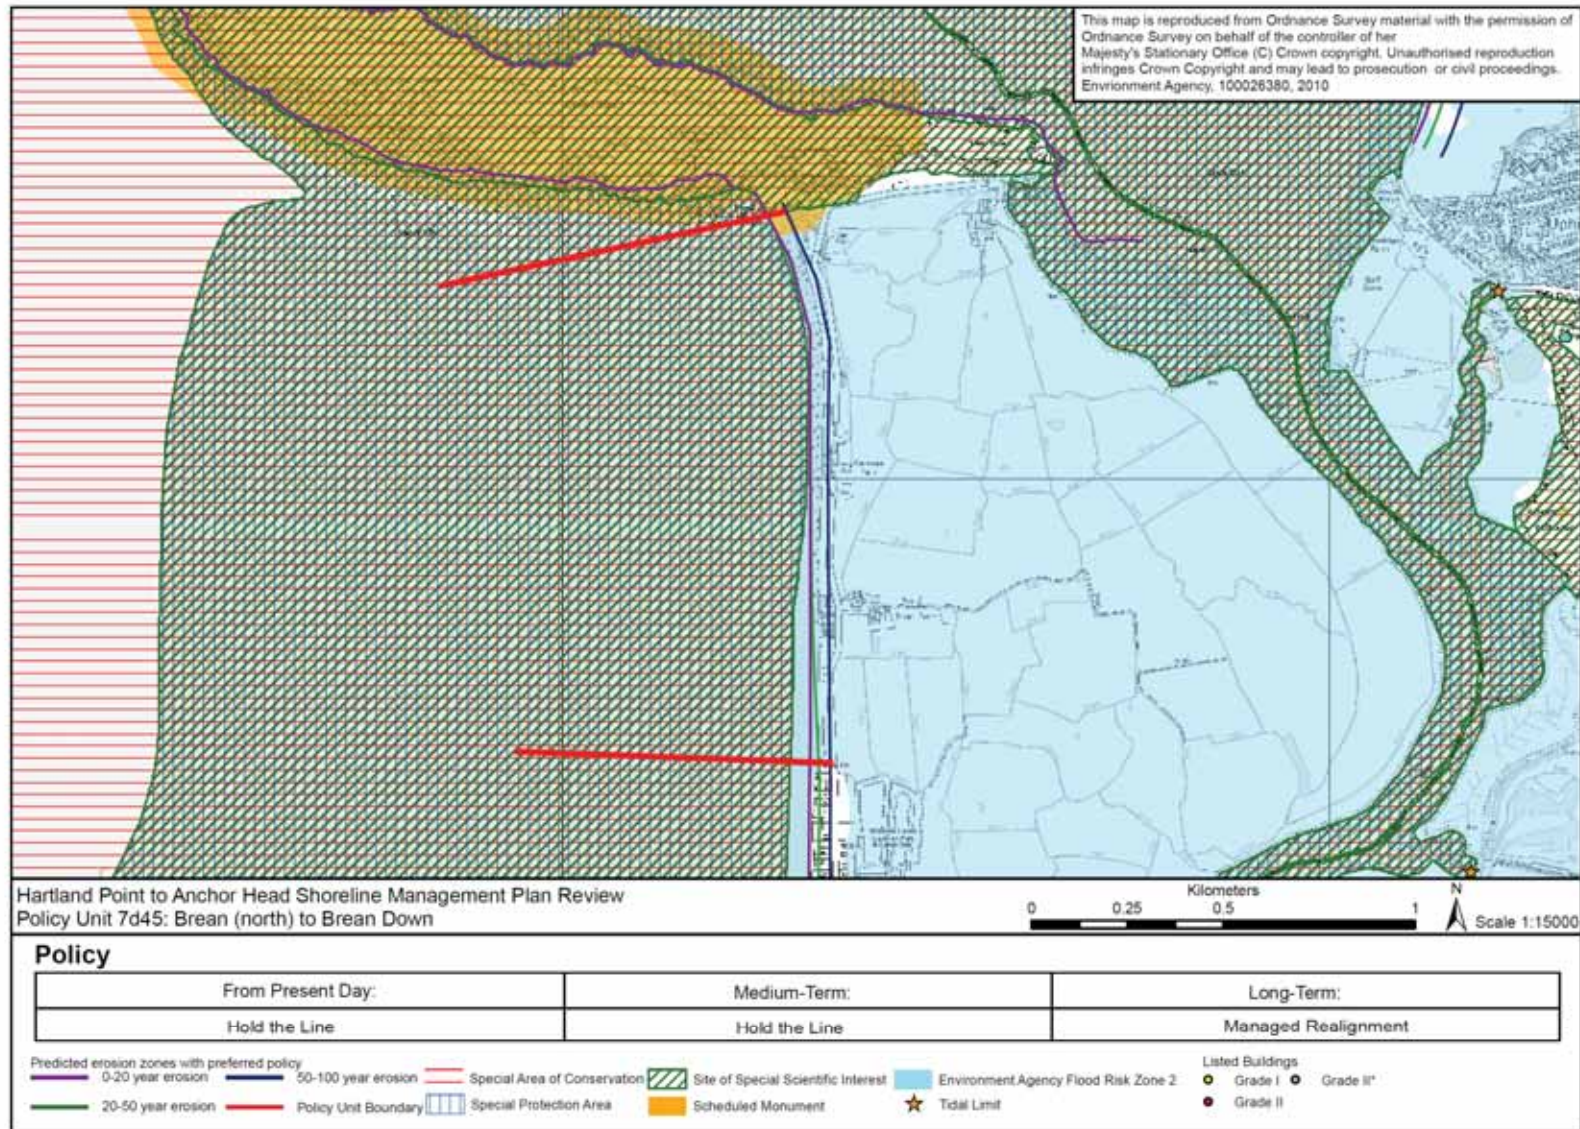 This map is reproduced from Ordnance Survey material with the permission of
Ordnance Survey on behalf of the controller of her
Majesty's Stationary Office (C) Crown copyright. Unauthorised reproduction
infringes Crown Copyright and may lead to prosecution or civil proceedings.
Envrionment Agency, 100026380, 2010
Hartland Point to Anchor Head Shoreline Management Plan Review
Policy Unit 7d45: Brean (north) to Brean Down
Kilometers
0 0.25 0.5 1
N
Scale 1:15000
Policy
From Present Day: Medium-Term: Long-Term:
Hold the Line Hold the Line Managed Realignment
Predicted erosion zones with preferred policy
0-20 year erosion
50-100 year erosion
Special Area of Conservation
Site of Special Scientific Interest
Environment Agency Flood Risk Zone 2
20-50 year erosion
Policy Unit Boundary
Special Protection Area
Scheduled Monument
Tidal Limit
Listed Buildings
Grade I
Grade II*
Grade II